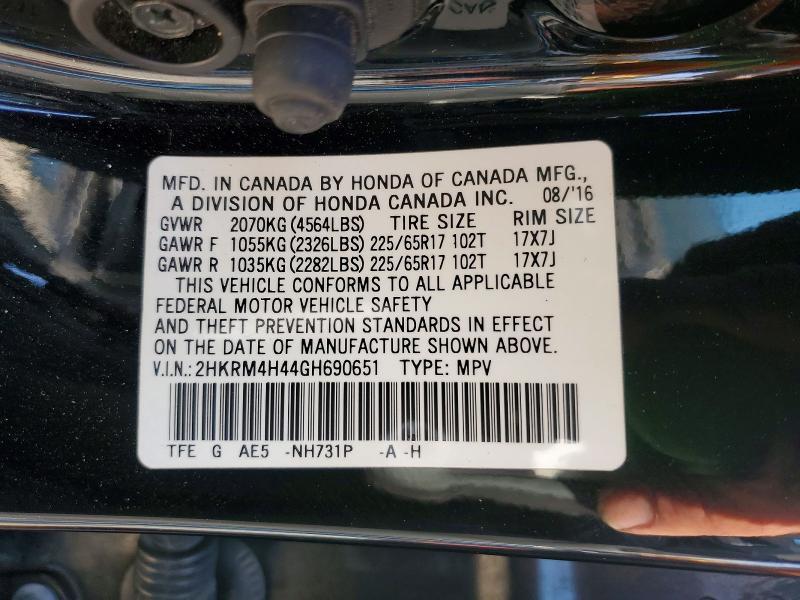 MFD. IN CANADA BY HONDA OF CANADA MFG.,
A DIVISION OF HONDA CANADA INC. 08/'16
GVWR 2070KG (4564LBS) TIRE SIZE RIM SIZE
GAWR F 1055KG (2326LBS) 225/65R17 102T 17X7J
GAWR R 1035KG (2282LBS) 225/65R17 102T 17X7J
THIS VEHICLE CONFORMS TO ALL APPLICABLE
FEDERAL MOTOR VEHICLE SAFETY
AND THEFT PREVENTION STANDARDS IN EFFECT
ON THE DATE OF MANUFACTURE SHOWN ABOVE.
V.I.N.: 2HKRM4H44GH690651 TYPE: MPV
TFE G AE5 -NH731P -A -H